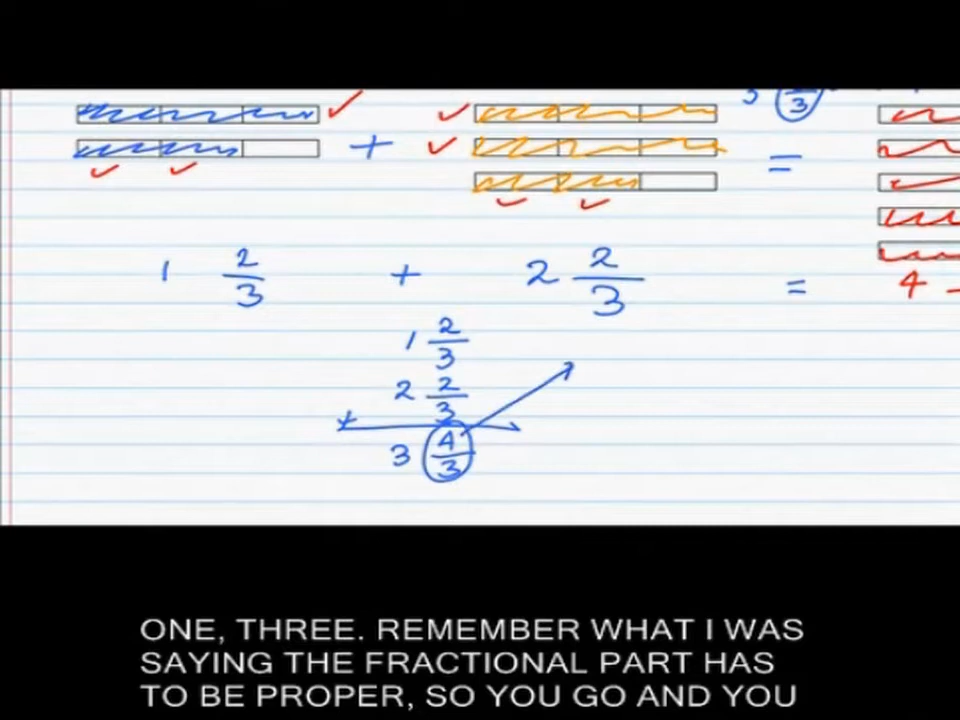 + =
1 2/3 + 2 2/3 = 4 -
1 2/3
2 2/3
+
3 4/3
ONE, THREE. REMEMBER WHAT I WAS
SAYING THE FRACTIONAL PART HAS
TO BE PROPER, SO YOU GO AND YOU